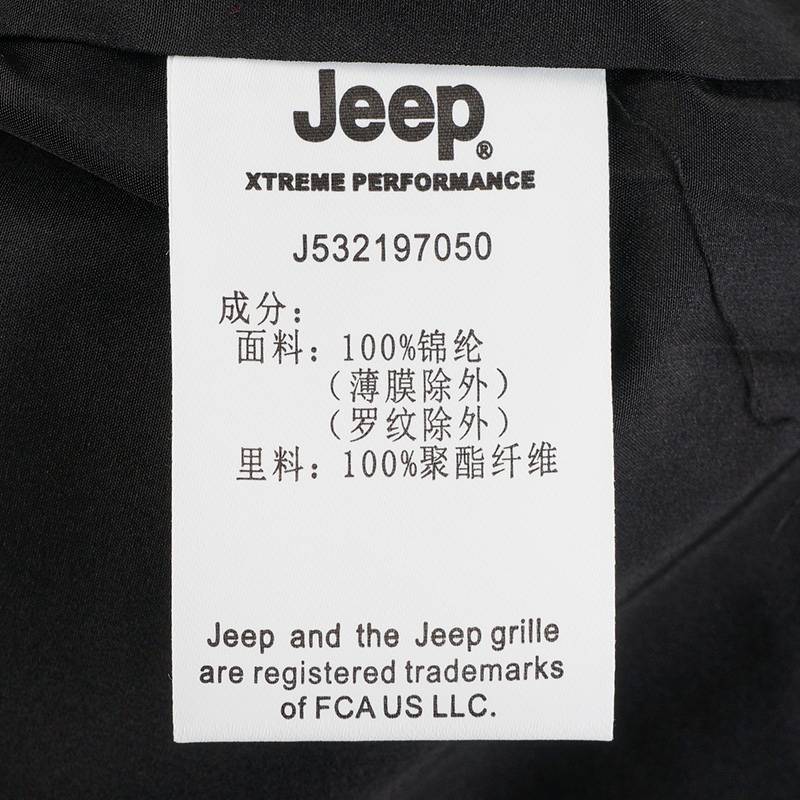 Jeep®
XTREME PERFORMANCE
J532197050
成分：
面料：100%锦纶
（薄膜除外）
（罗纹除外）
里料：100%聚酯纤维
Jeep and the Jeep grille
are registered trademarks
of FCA US LLC.